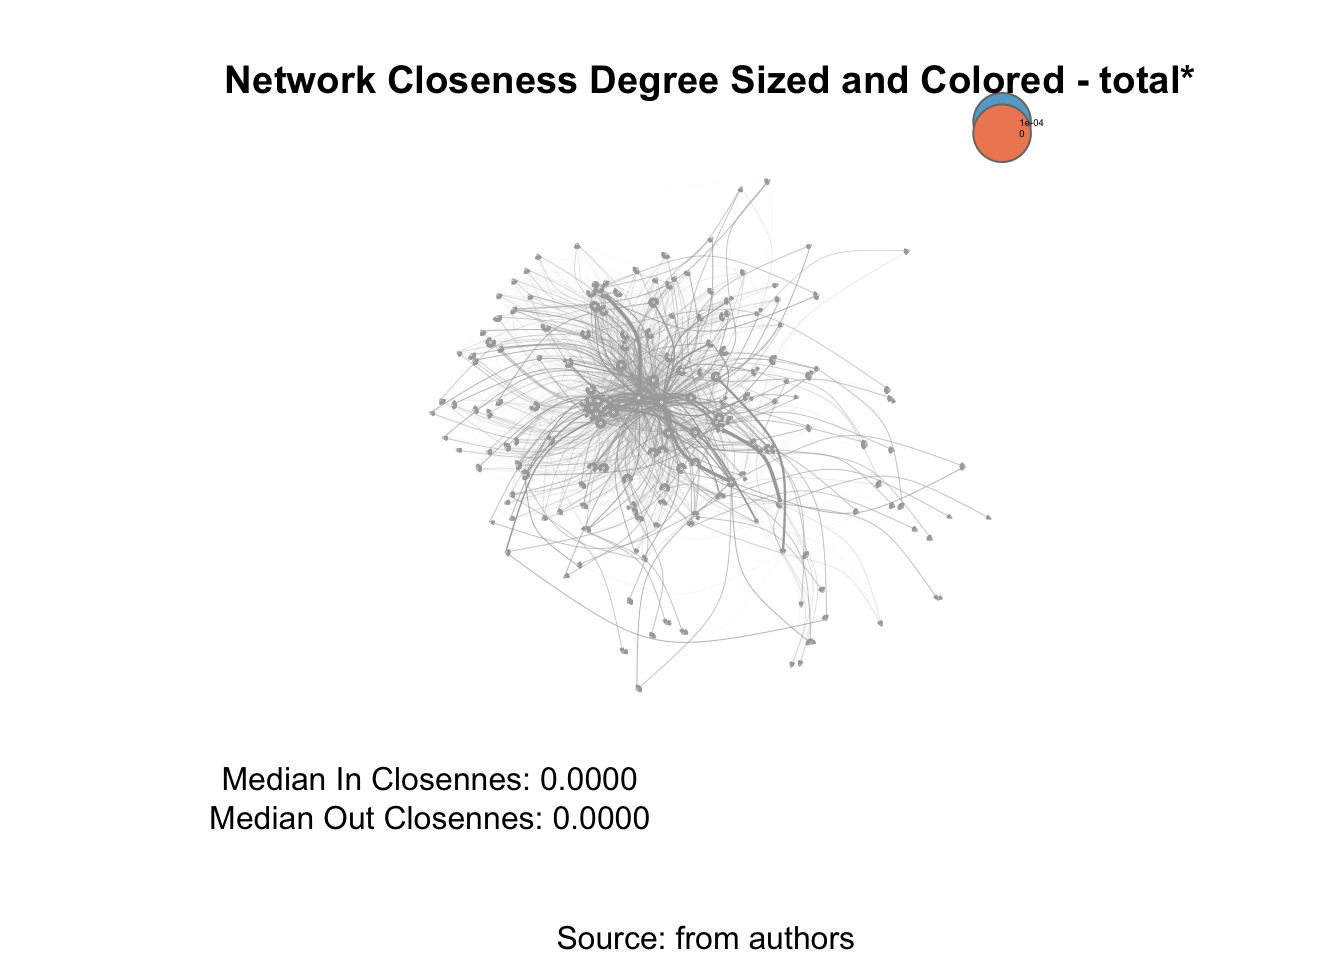 Network Closeness Degree Sized and Colored - total*
1e-04
0
Median In Closennes: 0.0000
Median Out Closennes: 0.0000
Source: from authors